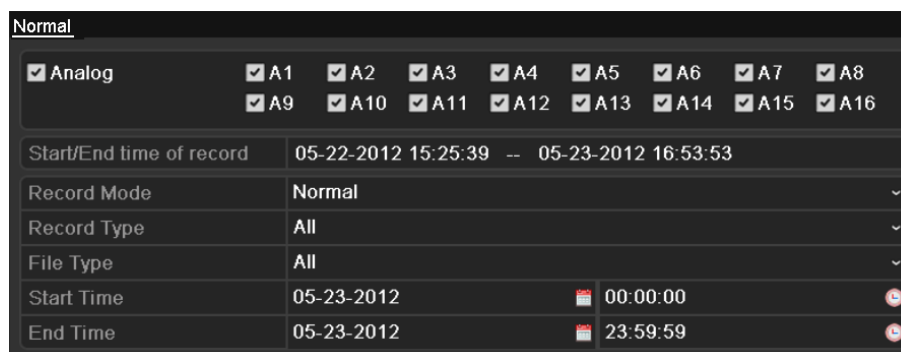 Normal
Analog A1 A2 A3 A4 A5 A6 A7 A8
A9 A10 A11 A12 A13 A14 A15 A16
Start/End time of record 05-22-2012 15:25:39 -- 05-23-2012 16:53:53
Record Mode Normal
Record Type All
File Type All
Start Time 05-23-2012 00:00:00
End Time 05-23-2012 23:59:59